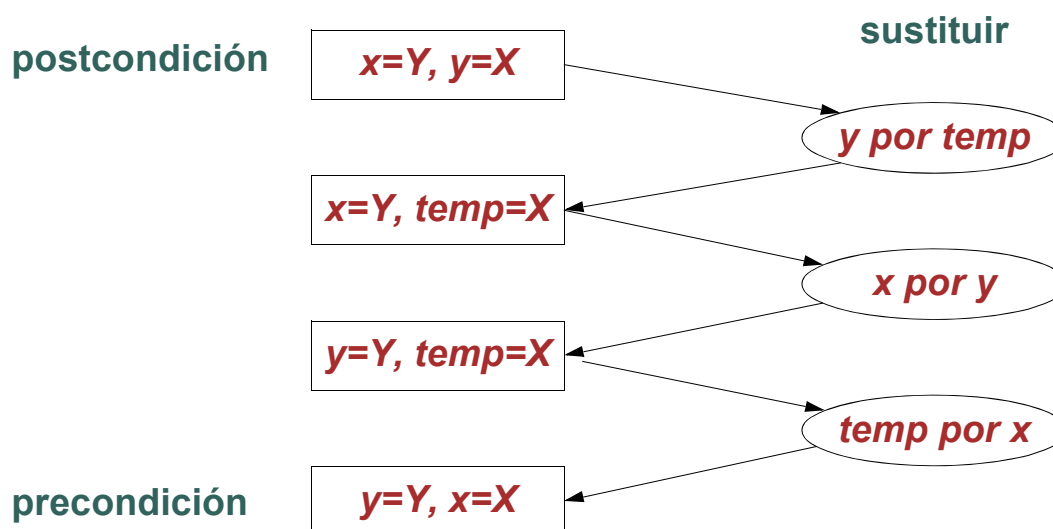 sustituir
postcondición
x=Y, y=X
y por temp
x=Y, temp=X
x por y
y=Y, temp=X
temp por x
precondición
y=Y, x=X